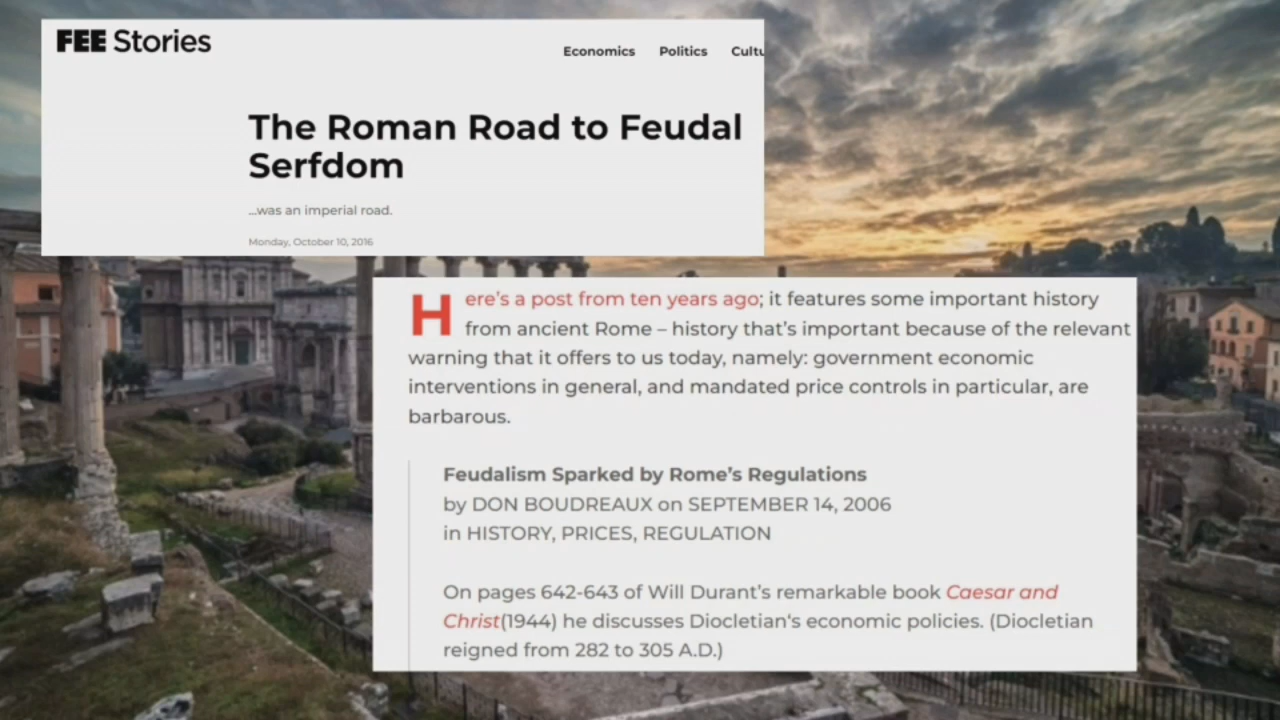 FEE Stories
Economics Politics Cultu
The Roman Road to Feudal
Serfdom
...was an imperial road.
Monday, October 10, 2016
Here's a post from ten years ago; it features some important history
from ancient Rome – history that's important because of the relevant
warning that it offers to us today, namely: government economic
interventions in general, and mandated price controls in particular, are
barbarous.
Feudalism Sparked by Rome's Regulations
by DON BOUDREAUX on SEPTEMBER 14, 2006
in HISTORY, PRICES, REGULATION
On pages 642-643 of Will Durant's remarkable book Caesar and
Christ(1944) he discusses Diocletian's economic policies. (Diocletian
reigned from 282 to 305 A.D.)